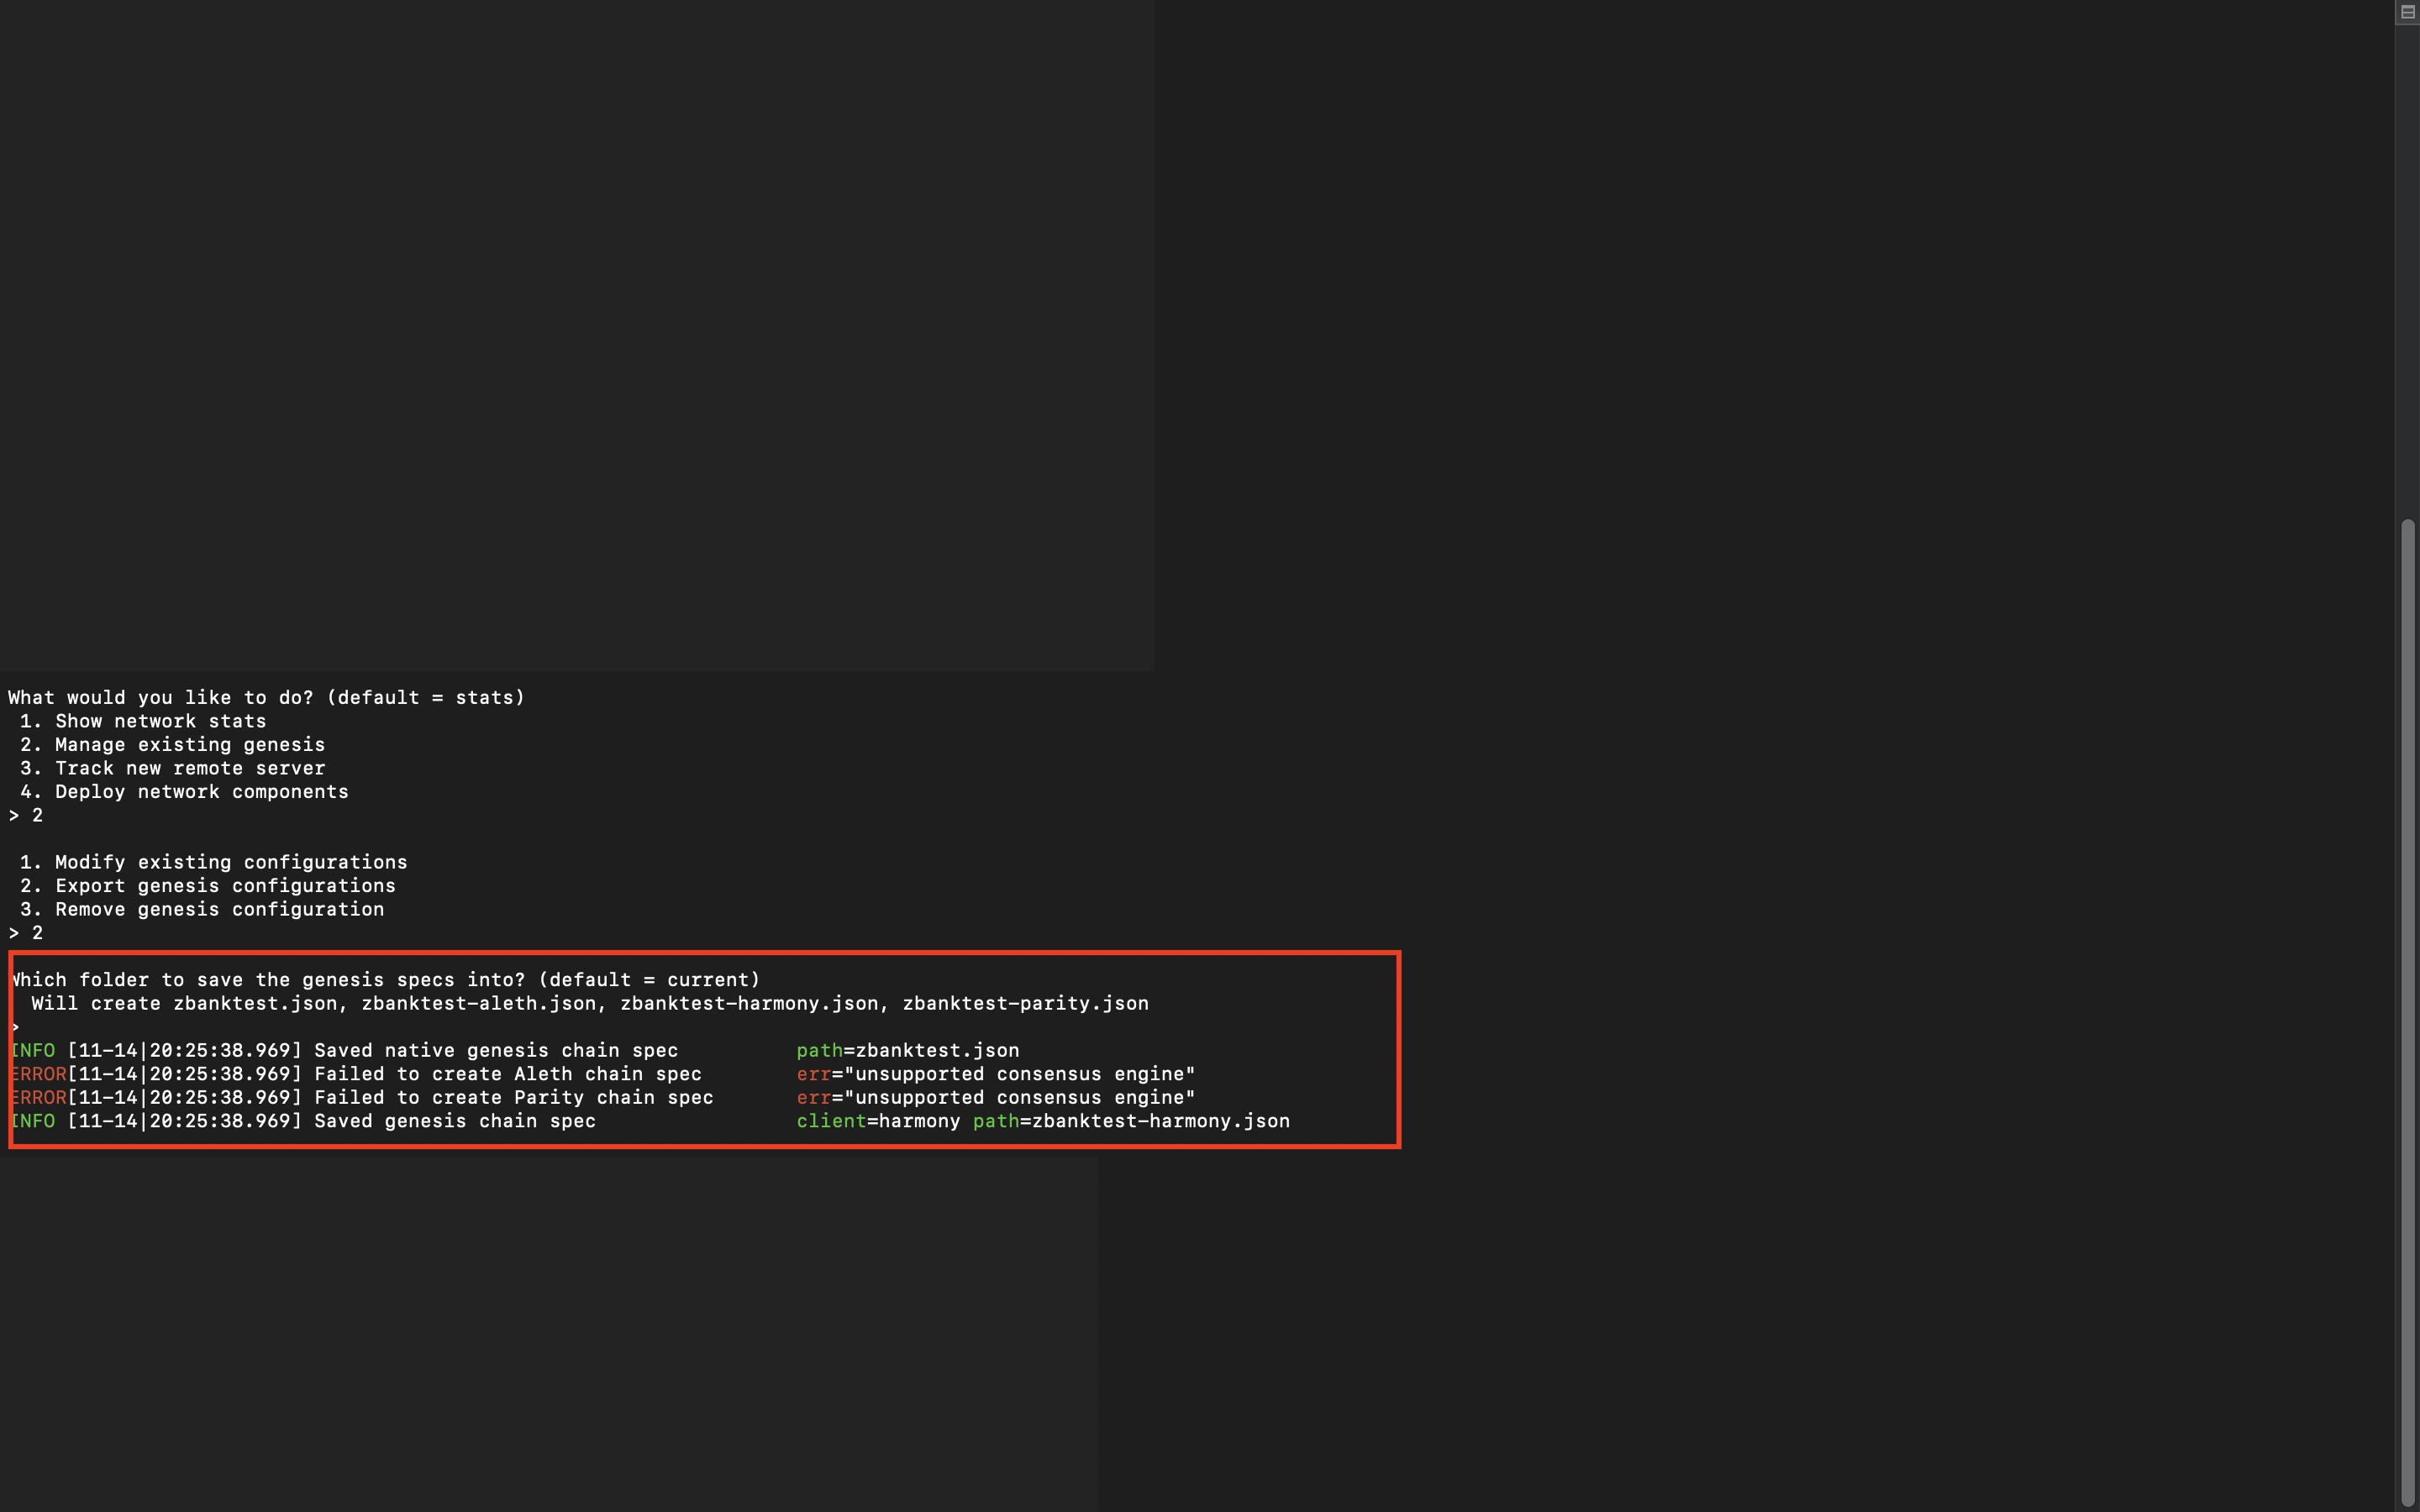 What would you like to do? (default = stats)
 1. Show network stats
 2. Manage existing genesis
 3. Track new remote server
 4. Deploy network components
> 2
 1. Modify existing configurations
 2. Export genesis configurations
 3. Remove genesis configuration
> 2
Which folder to save the genesis specs into? (default = current)
  Will create zbanktest.json, zbanktest-aleth.json, zbanktest-harmony.json, zbanktest-parity.json
>
INFO [11-14|20:25:38.969] Saved native genesis chain spec          path=zbanktest.json
ERROR[11-14|20:25:38.969] Failed to create Aleth chain spec        err="unsupported consensus engine"
ERROR[11-14|20:25:38.969] Failed to create Parity chain spec       err="unsupported consensus engine"
INFO [11-14|20:25:38.969] Saved genesis chain spec                 client=harmony path=zbanktest-harmony.json